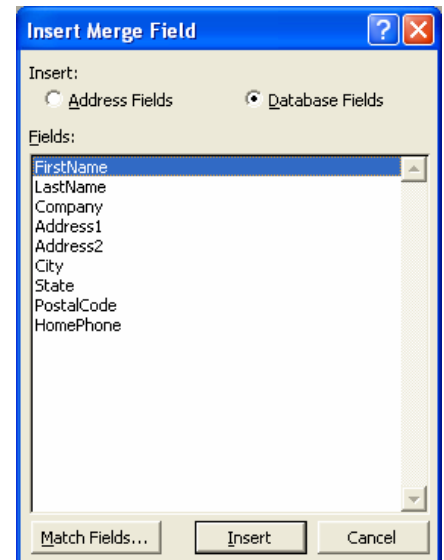 Insert Merge Field
Insert:
Address Fields Database Fields
Fields:
FirstName
LastName
Company
Address1
Address2
City
State
PostalCode
HomePhone
Match Fields... Insert Cancel